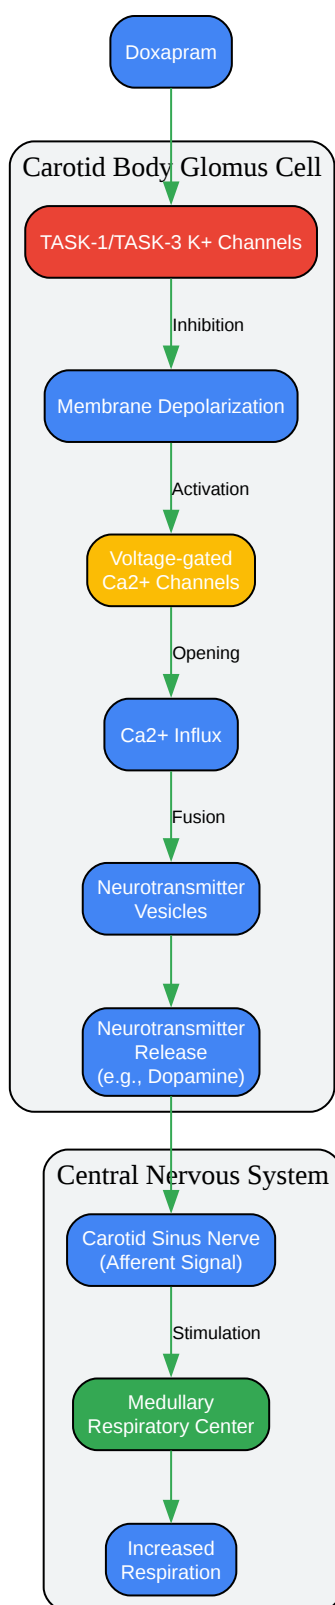 Doxapram
Carotid Body Glomus Cell
TASK-1/TASK-3 K+ Channels
Inhibition
Membrane Depolarization
Activation
Voltage-gated
Ca2+ Channels
Opening
Ca2+ Influx
Fusion
Neurotransmitter
Vesicles
Neurotransmitter
Release
(e.g., Dopamine)
Central Nervous System
Carotid Sinus Nerve
(Afferent Signal)
Stimulation
Medullary
Respiratory Center
Increased
Respiration